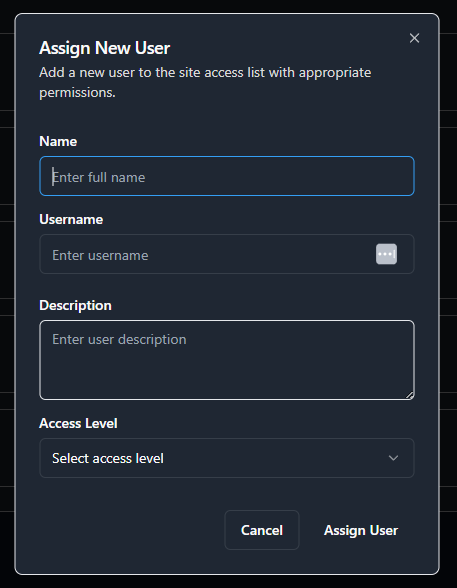 Assign New User
Add a new user to the site access list with appropriate
permissions.
Name
Enter full name
Username
Enter username
Description
Enter user description
Access Level
Select access level
Cancel
Assign User